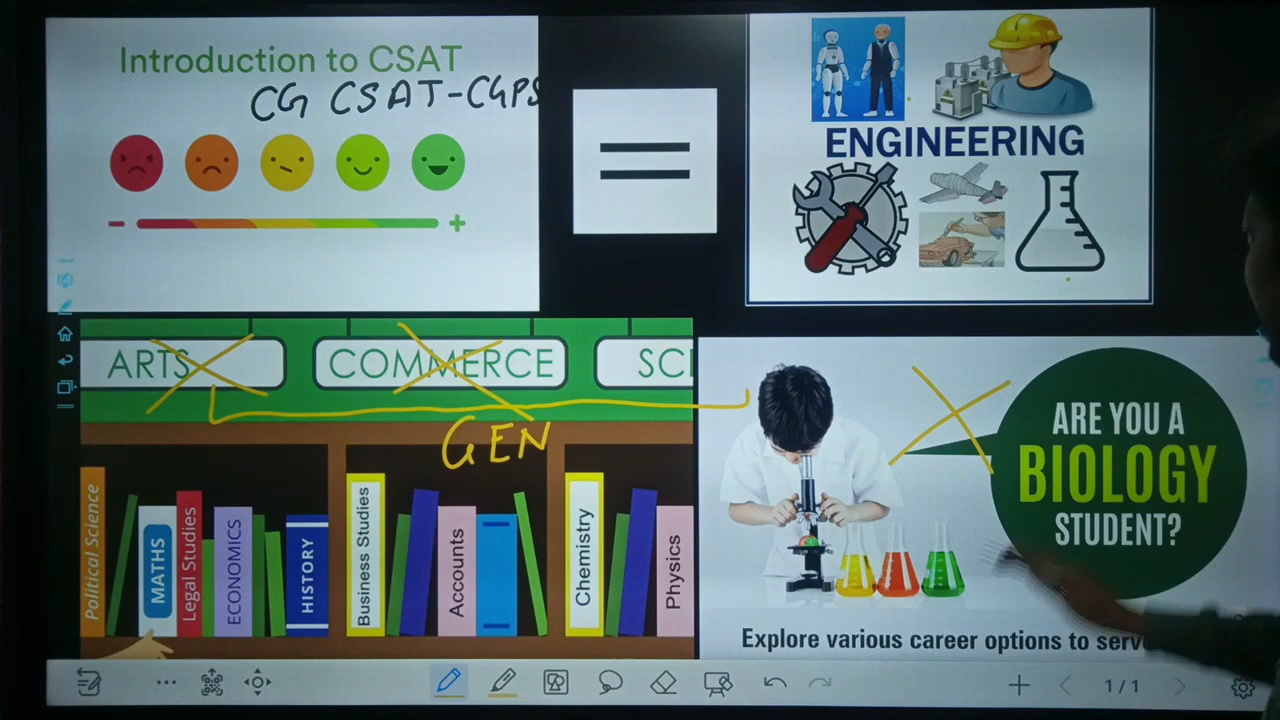 Introduction to CSAT
CG CSAT-CGPS
- +
=
ENGINEERING
ARTS
COMMERCE
SCI
GEN
Political Science
MATHS
Legal Studies
ECONOMICS
HISTORY
Business Studies
Accounts
Chemistry
Physics
ARE YOU A
BIOLOGY
STUDENT?
Explore various career options to serv
1/1